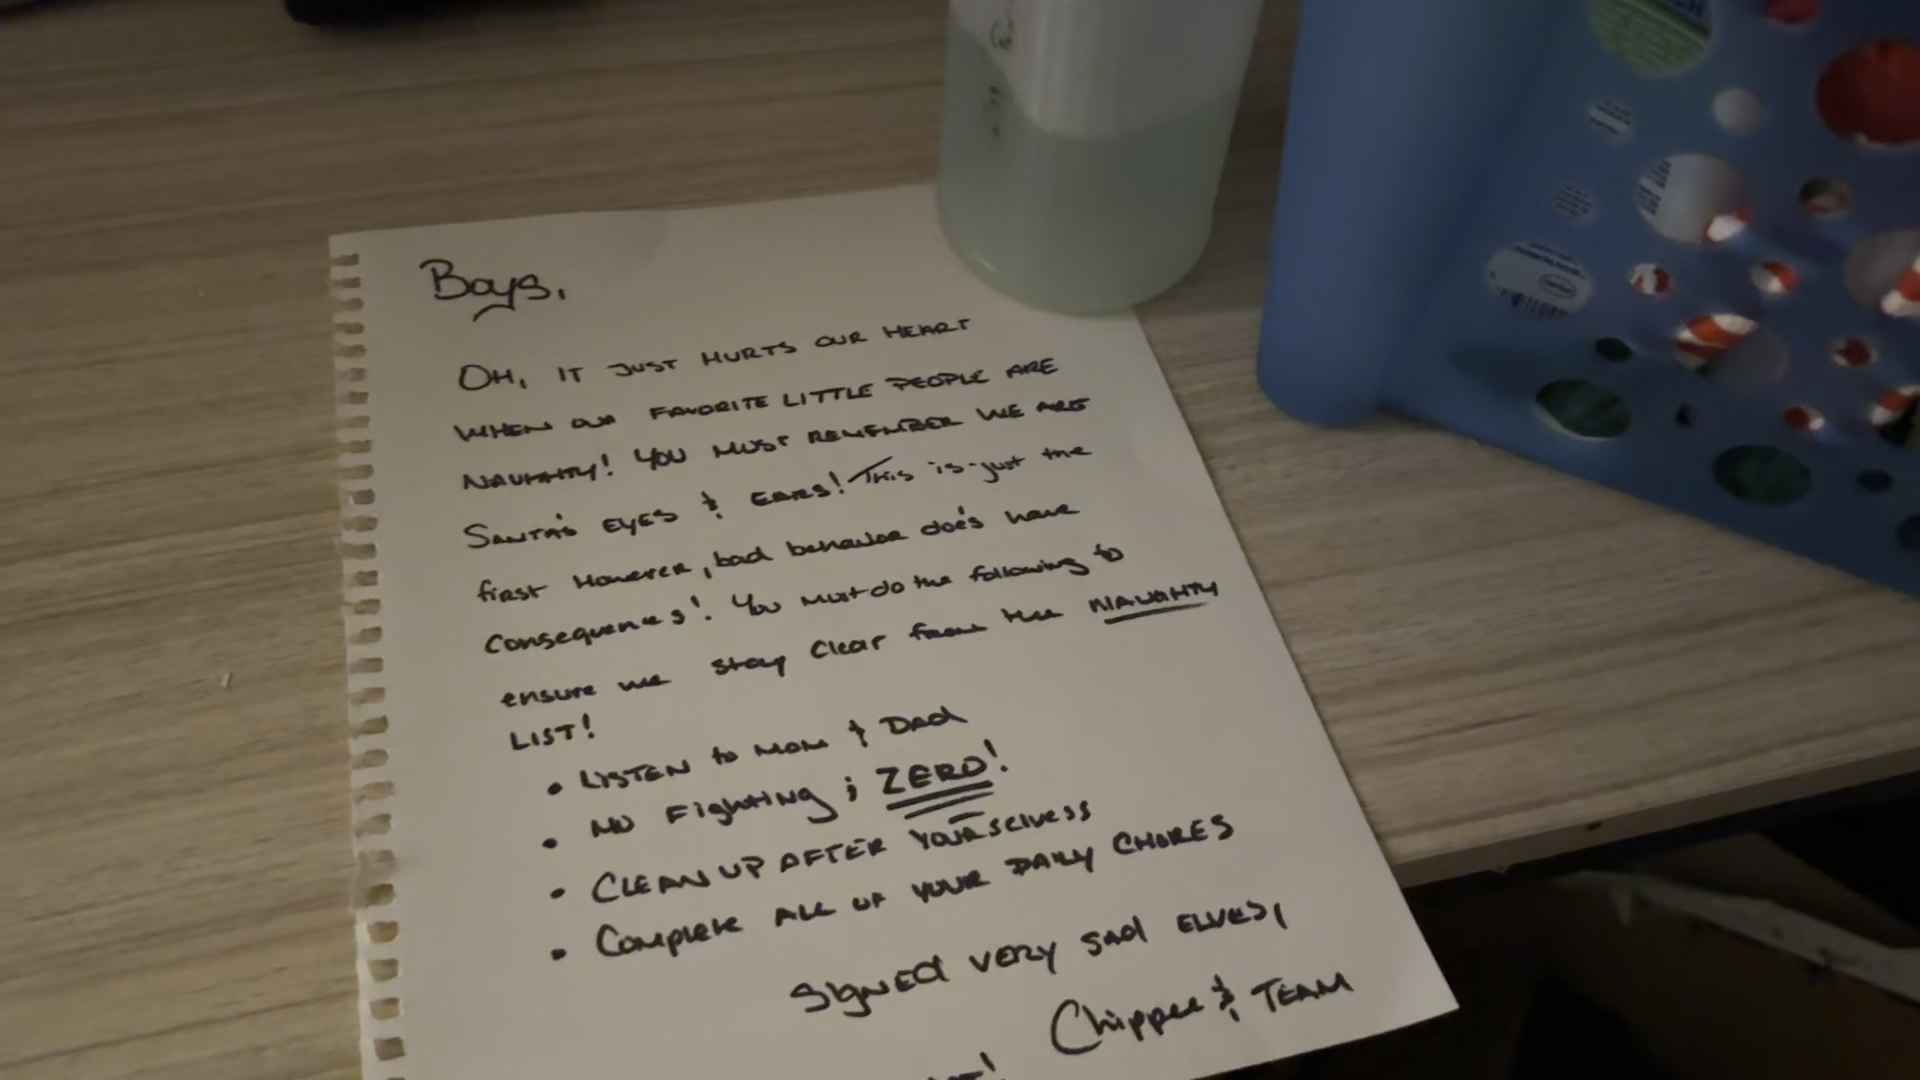 Boys,
OH, IT JUST HURTS OUR HEART
WHEN OUR FAVORITE LITTLE PEOPLE ARE
NAUGHTY! YOU MUST REMEMBER WE ARE
SANTA'S EYES & EARS! This is just the
first However, bad behavior does have
Consequences! You must do the following to
ensure we stay clear from the NAUGHTY
LIST!
• LISTEN to MOM & DAD
• NO Fighting; ZERO!
• CLEAN UP AFTER YOURSELVESS
• Complete ALL OF YOUR DAILY CHORES
Signed VERY SAD ELVES,
Chipper & TEAM